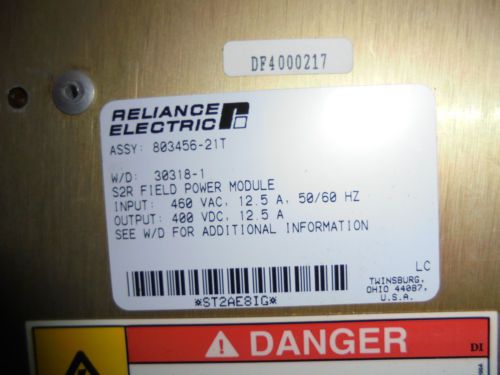 DF4000217
RELIANCE
ELECTRIC
ASSY: 803456-21T
W/D: 30318-1
S2R FIELD POWER MODULE
INPUT: 460 VAC, 12.5 A, 50/60 HZ
OUTPUT: 400 VDC, 12.5 A
SEE W/D FOR ADDITIONAL INFORMATION
*ST2AE8IG*
LC
TWINSBURG,
OHIO 44087,
U.S.A.
DANGER
DI